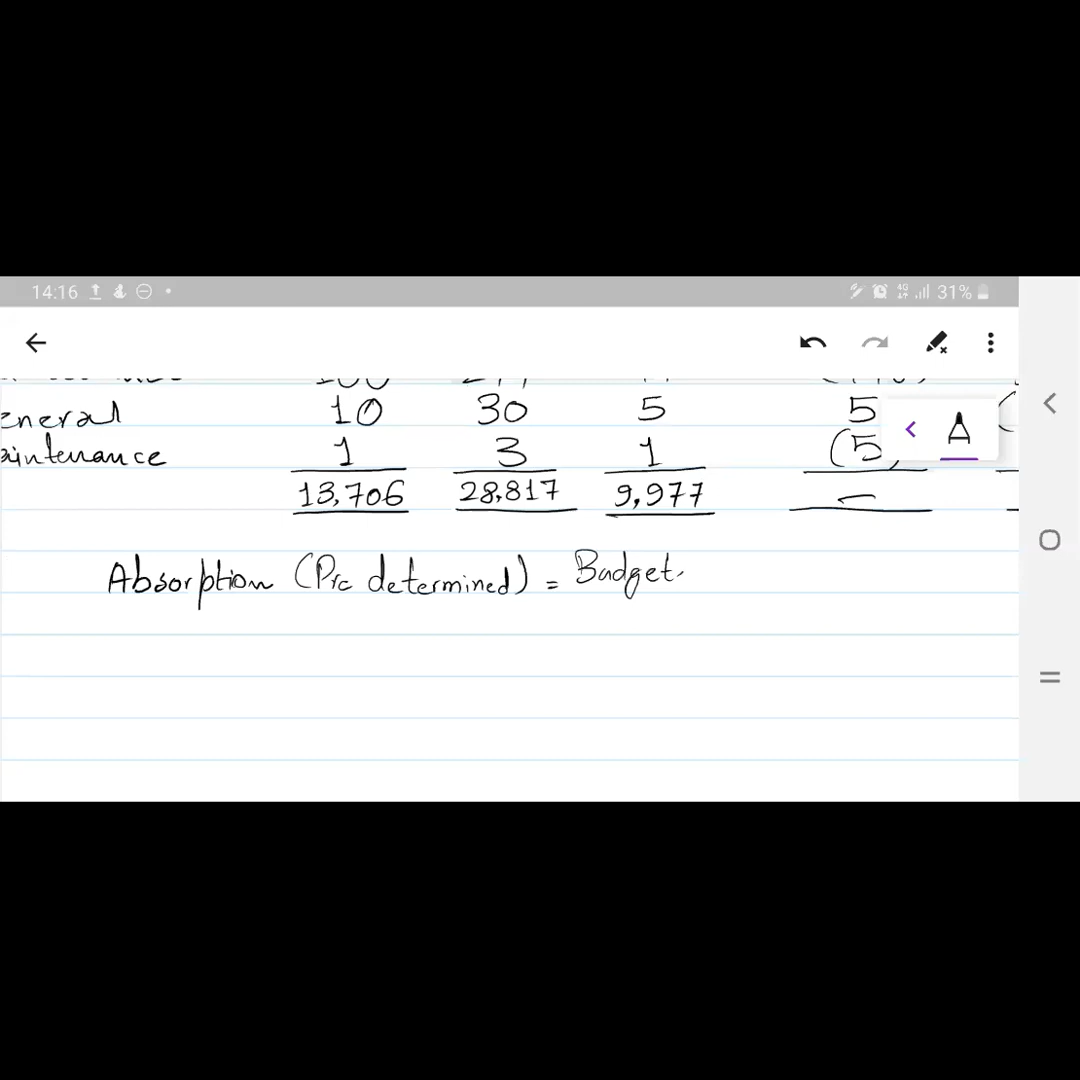 14:16 4G 31%
eneral 10 30 5 5
aintenance 1 3 1 (5)
13,706 28,817 9,977 –
Absorption (Pre determined) = Budget